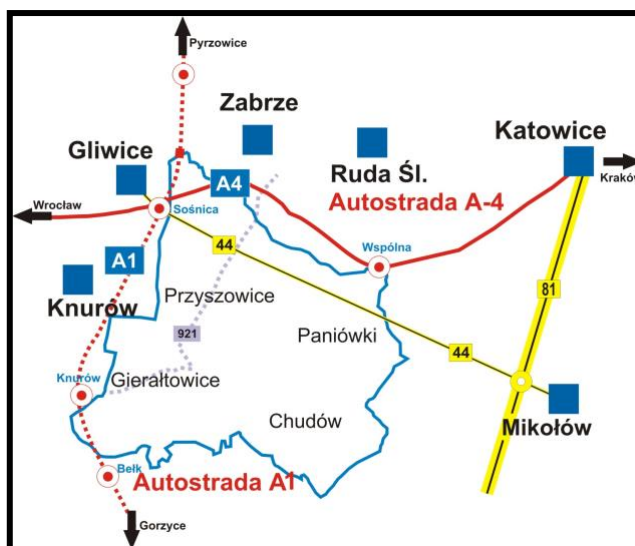 Pyrzowice
Zabrze
Katowice
Gliwice
Ruda Śl.
Kraków
A4
Autostrada A-4
Wrocław
Sośnica
44
Wspólna
A1
81
Knurów
Przyszowice
921
Paniówki
44
Knurów
Gierałtowice
Chudów
Mikołów
Bełk
Autostrada A1
Gorzyce